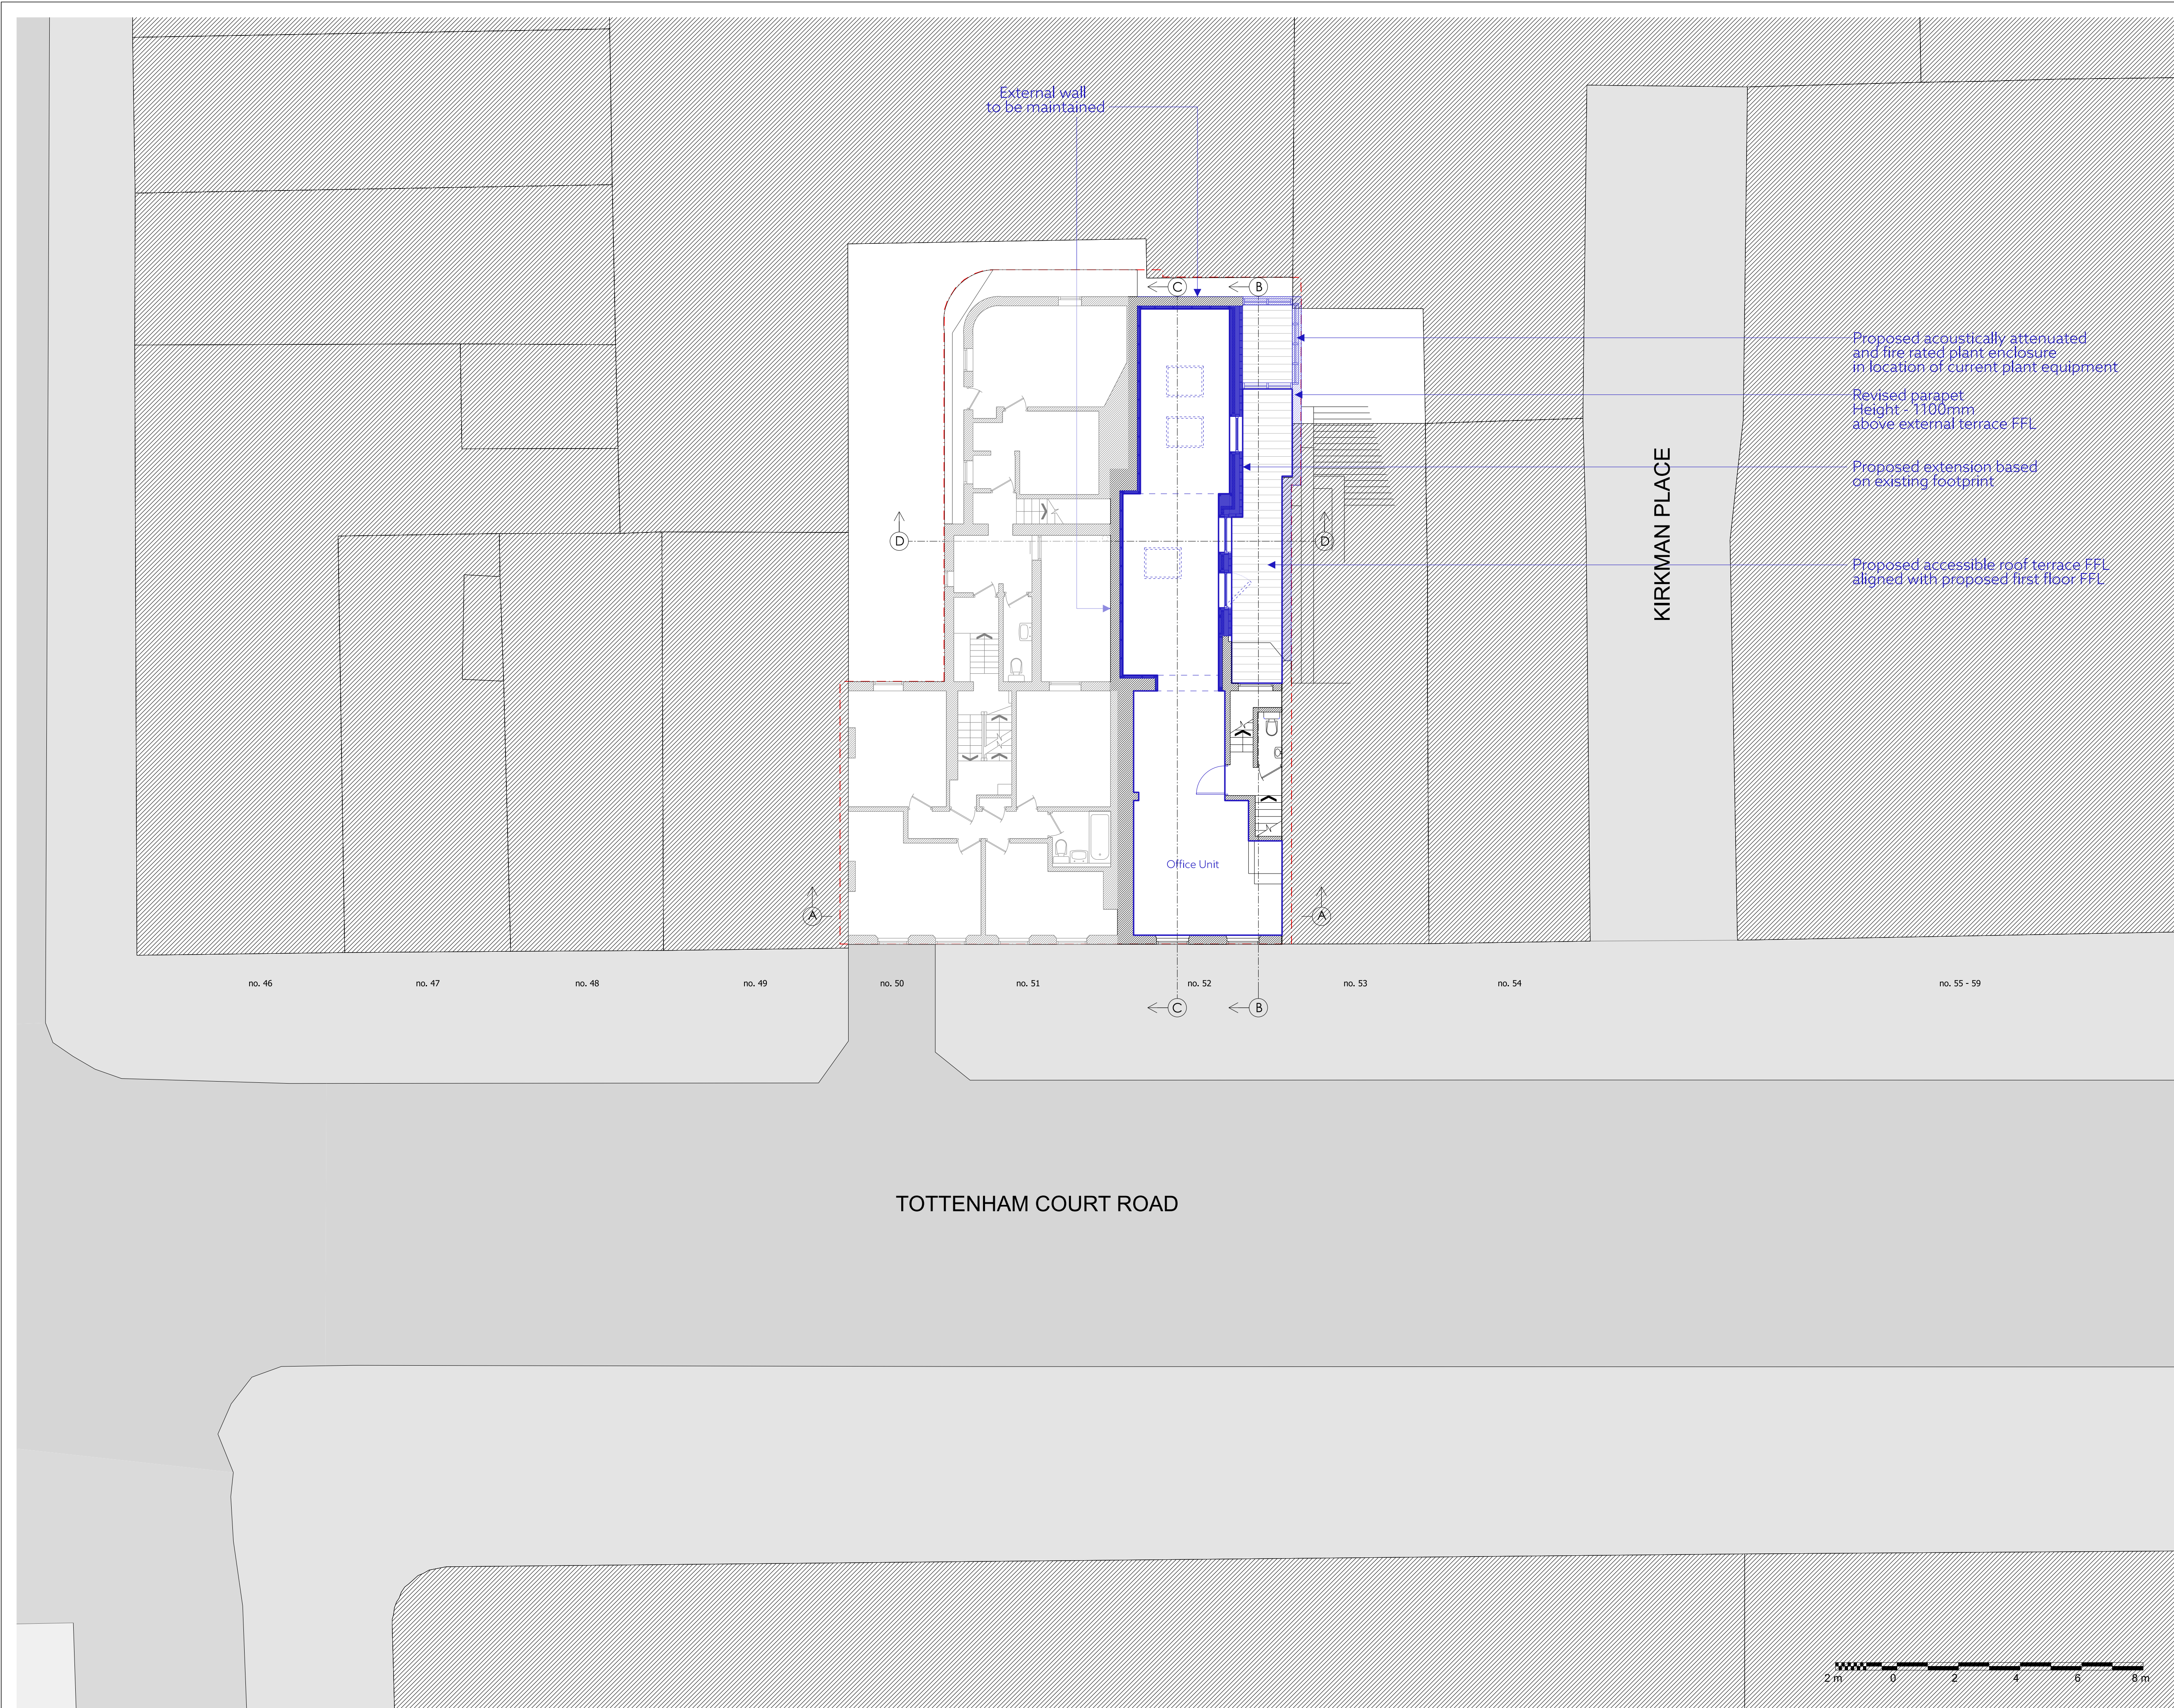 External wall
to be maintained
C
B
Proposed acoustically attenuated
and fire rated plant enclosure
in location of current plant equipment
Revised parapet
Height - 1100mm
above external terrace FFL
Proposed extension based
on existing footprint
KIRKMAN PLACE
D
D
Proposed accessible roof terrace FFL
aligned with proposed first floor FFL
Office Unit
A
A
no. 46
no. 47
no. 48
no. 49
no. 50
no. 51
no. 52
no. 53
no. 54
no. 55 - 59
C
B
TOTTENHAM COURT ROAD
2 m 0 2 4 6 8 m